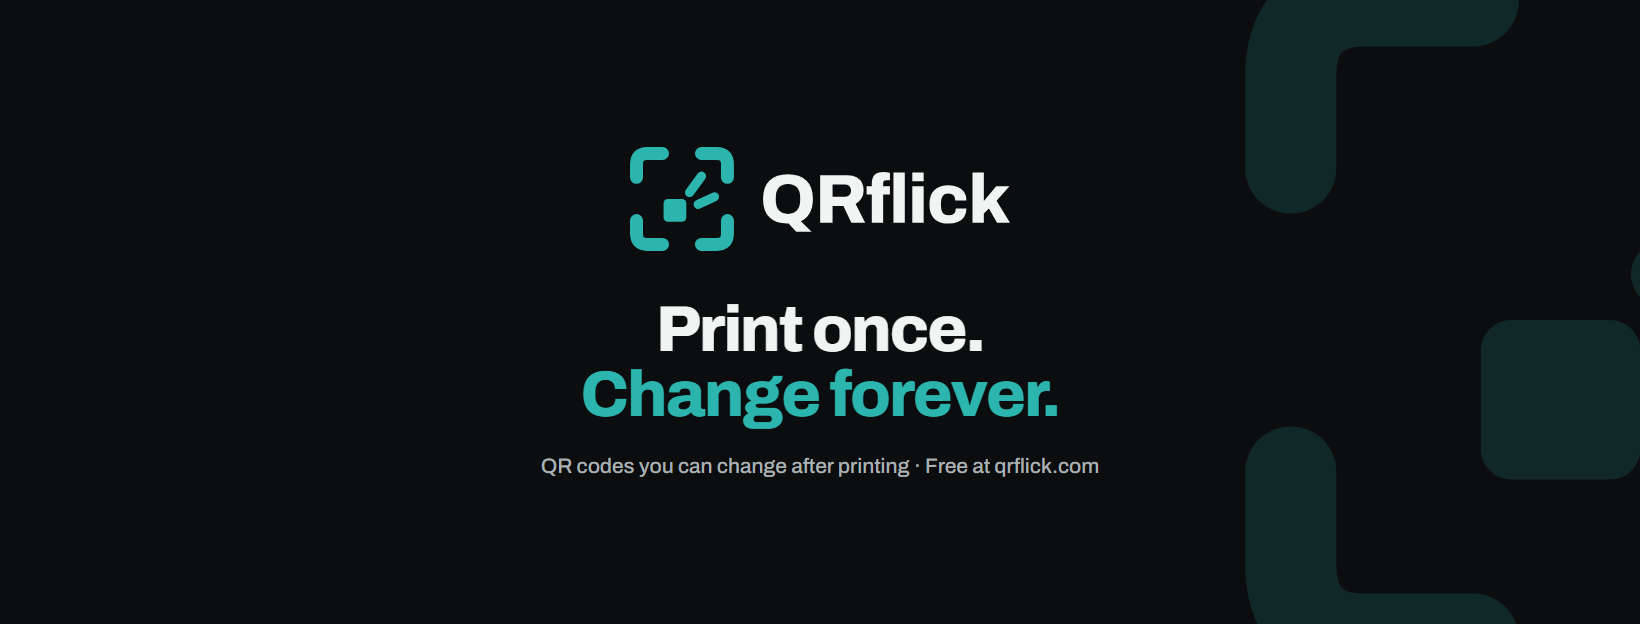 QRflick
Print once.
Change forever.
QR codes you can change after printing · Free at qrflick.com